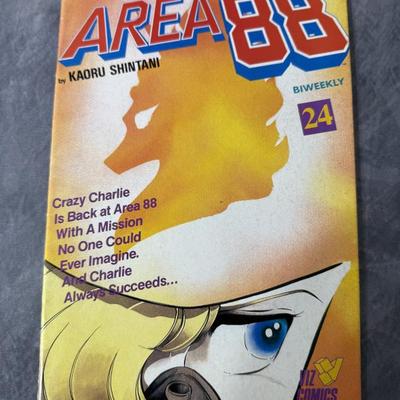 AREA 88
by KAORU SHINTANI
BIWEEKLY
24
Crazy Charlie
Is Back at Area 88
With A Mission
No One Could
Ever Imagine.
And Charlie
Always Succeeds...
VIZ
COMICS